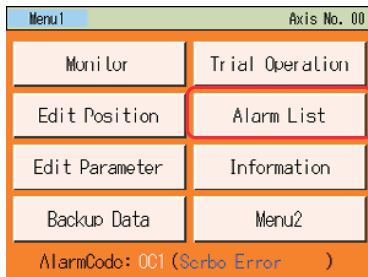 Menu1 Axis No. 00
Monitor Trial Operation
Edit Position Alarm List
Edit Parameter Information
Backup Data Menu2
AlarmCode: 0C1 (Serbo Error )